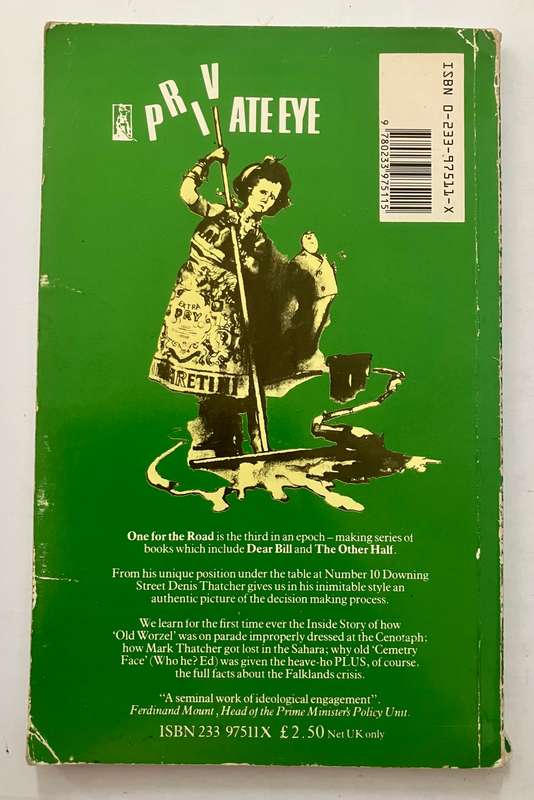 PRIVATE EYE
ISBN 0-233-97511-X
9 780233 975115
EXTRA
PRY
ARETI
One for the Road is the third in an epoch – making series of
books which include Dear Bill and The Other Half.
From his unique position under the table at Number 10 Downing
Street Denis Thatcher gives us in his inimitable style an
authentic picture of the decision making process.
We learn for the first time ever the Inside Story of how
'Old Worzel' was on parade improperly dressed at the Cenotaph:
how Mark Thatcher got lost in the Sahara; why old 'Cemetry
Face' (Who he? Ed) was given the heave-ho PLUS, of course.
the full facts about the Falklands crisis.
"A seminal work of ideological engagement".
Ferdinand Mount, Head of the Prime Minister's Policy Unit.
ISBN 233 97511X £2.50 Net UK only